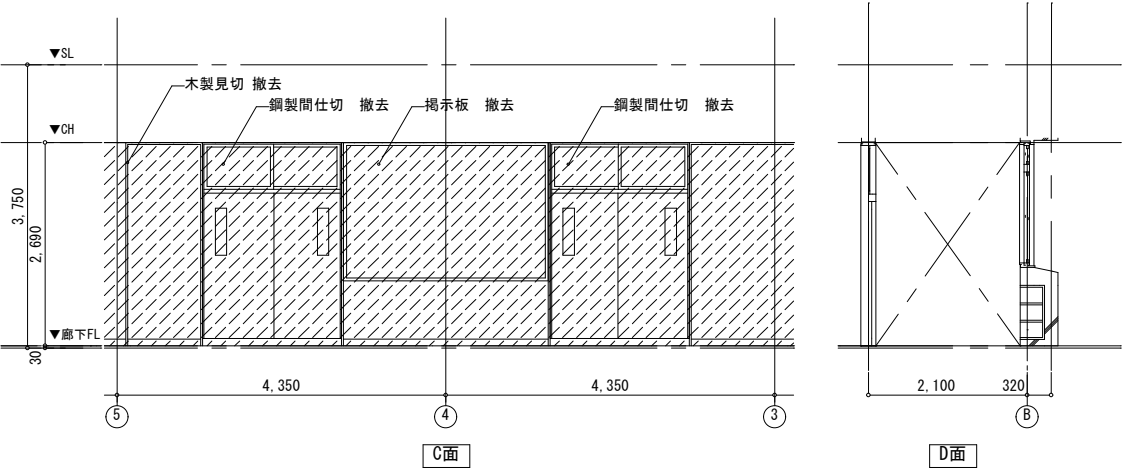 ▼SL
木製見切 撤去
鋼製間仕切 撤去
掲示板 撤去
鋼製間仕切 撤去
▼CH
3,750
2,690
▼廊下FL
30
4,350
4,350
2,100
320
5
4
3
B
C面
D面